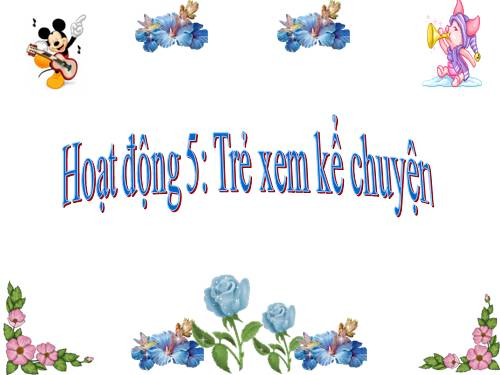 Hoạt động 5: Trẻ xem kể chuyện